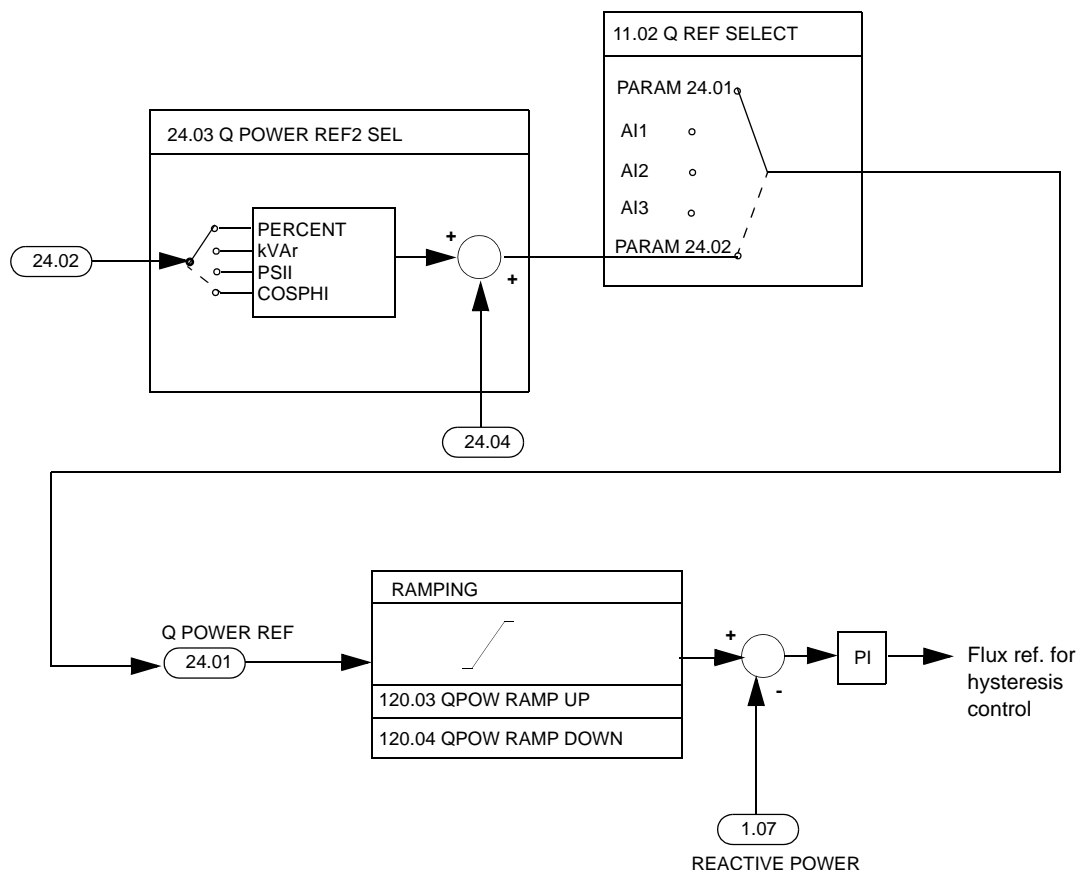 11.02 Q REF SELECT
PARAM 24.01
AI1
AI2
AI3
PARAM 24.02
24.03 Q POWER REF2 SEL
PERCENT
kVAr
PSII
COSPHI
24.02
+
+
24.04
RAMPING
Q POWER REF
24.01
120.03 QPOW RAMP UP
120.04 QPOW RAMP DOWN
+
-
PI
Flux ref. for
hysteresis
control
1.07
REACTIVE POWER